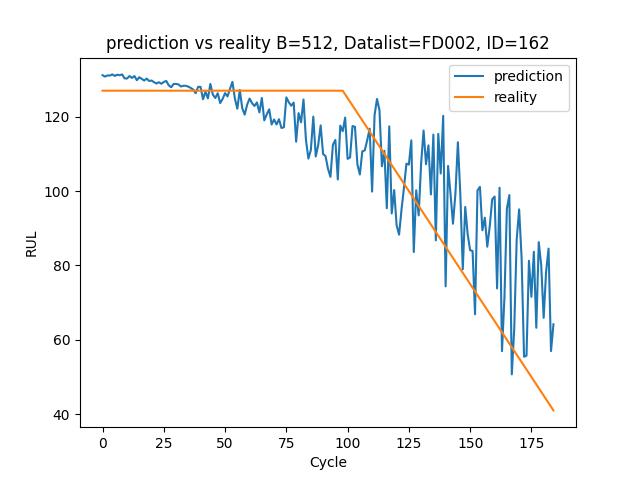 prediction vs reality B=512, Datalist=FD002, ID=162
prediction
reality
RUL
120
100
80
60
40
0 25 50 75 100 125 150 175
Cycle